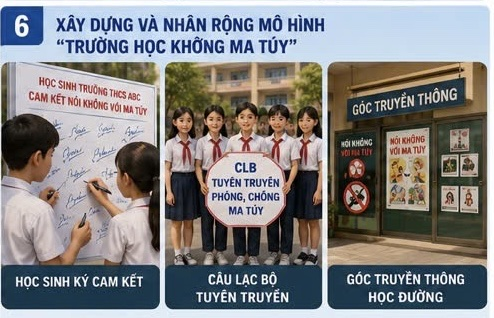 6
XÂY DỰNG VÀ NHÂN RỘNG MÔ HÌNH
“TRƯỜNG HỌC KHÔNG MA TÚY”
HỌC SINH TRƯỜNG THCS ABC
CAM KẾT NÓI KHÔNG VỚI MA TÚY
HỌC SINH KÝ CAM KẾT
CLB
TUYÊN TRUYỀN
PHÒNG, CHỐNG
MA TÚY
CÂU LẠC BỘ
TUYÊN TRUYỀN
GÓC TRUYỀN THÔNG
NÓI KHÔNG
VỚI MA TÚY
NÓI KHÔNG
VỚI MA TÚY
GÓC TRUYỀN THÔNG
HỌC ĐƯỜNG